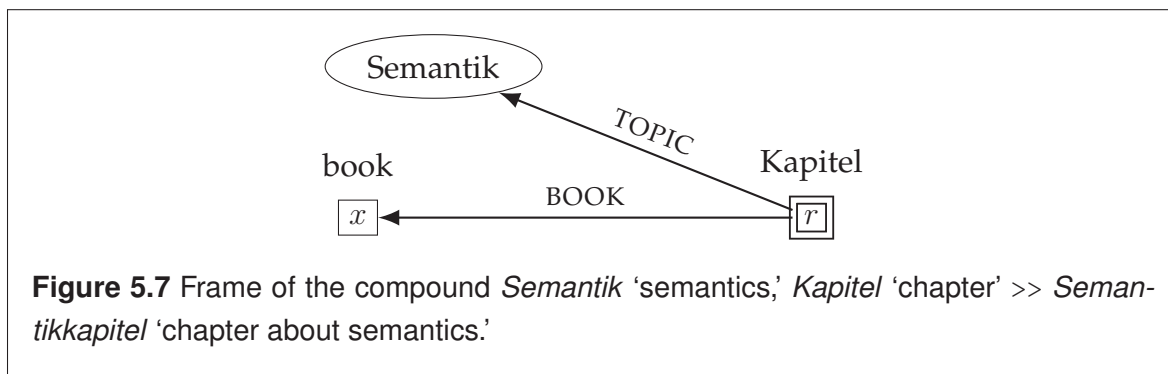 Semantik
TOPIC
book
Kapitel
BOOK
x
r
Figure 5.7 Frame of the compound Semantik ‘semantics,’ Kapitel ‘chapter’ >> Seman-
tikkapitel ‘chapter about semantics.’